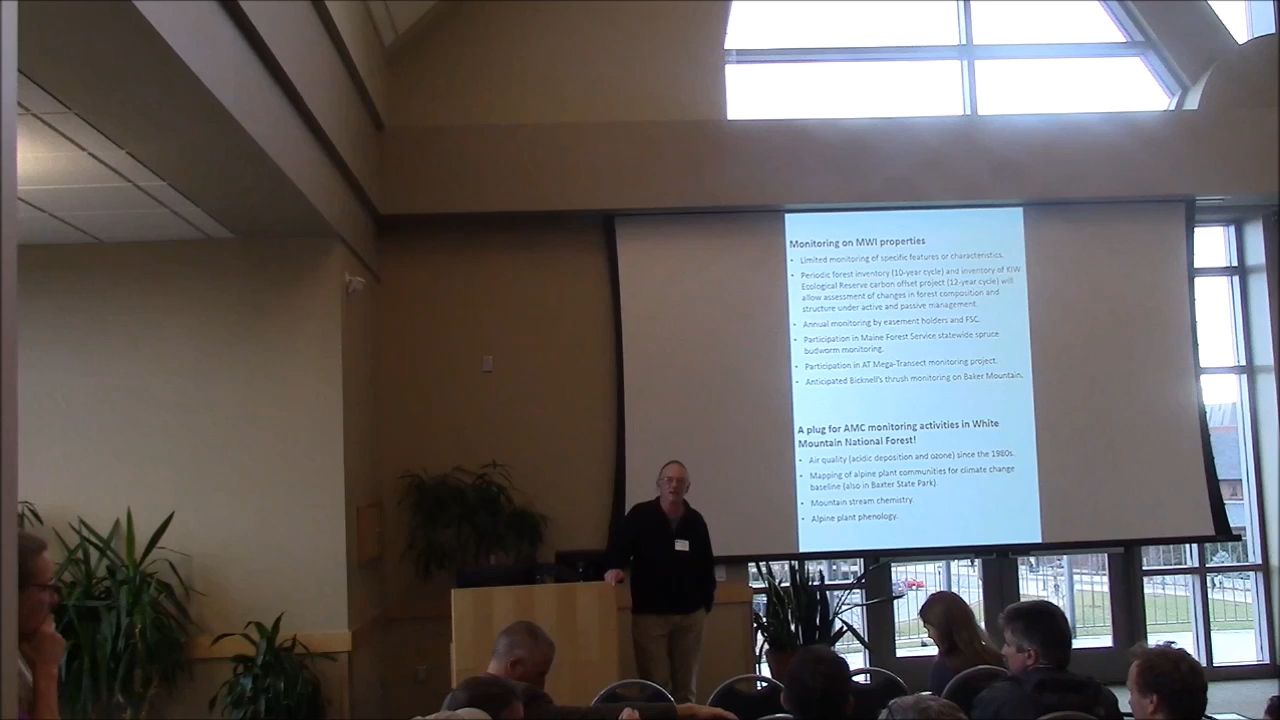 Monitoring on MWI properties
• Limited monitoring of specific features or characteristics.
• Periodic forest inventory (10-year cycle) and inventory of KIW
Ecological Reserve carbon offset project (12-year cycle) will
allow assessment of changes in forest composition and
structure under active and passive management.
• Annual monitoring by easement holders and FSC.
• Participation in Maine Forest Service statewide spruce
budworm monitoring.
• Participation in AT Mega-Transect monitoring project.
• Anticipated Bicknell's thrush monitoring on Baker Mountain.
A plug for AMC monitoring activities in White
Mountain National Forest!
• Air quality (acidic deposition and ozone) since the 1980s.
• Mapping of alpine plant communities for climate change
baseline (also in Baxter State Park).
• Mountain stream chemistry.
• Alpine plant phenology.